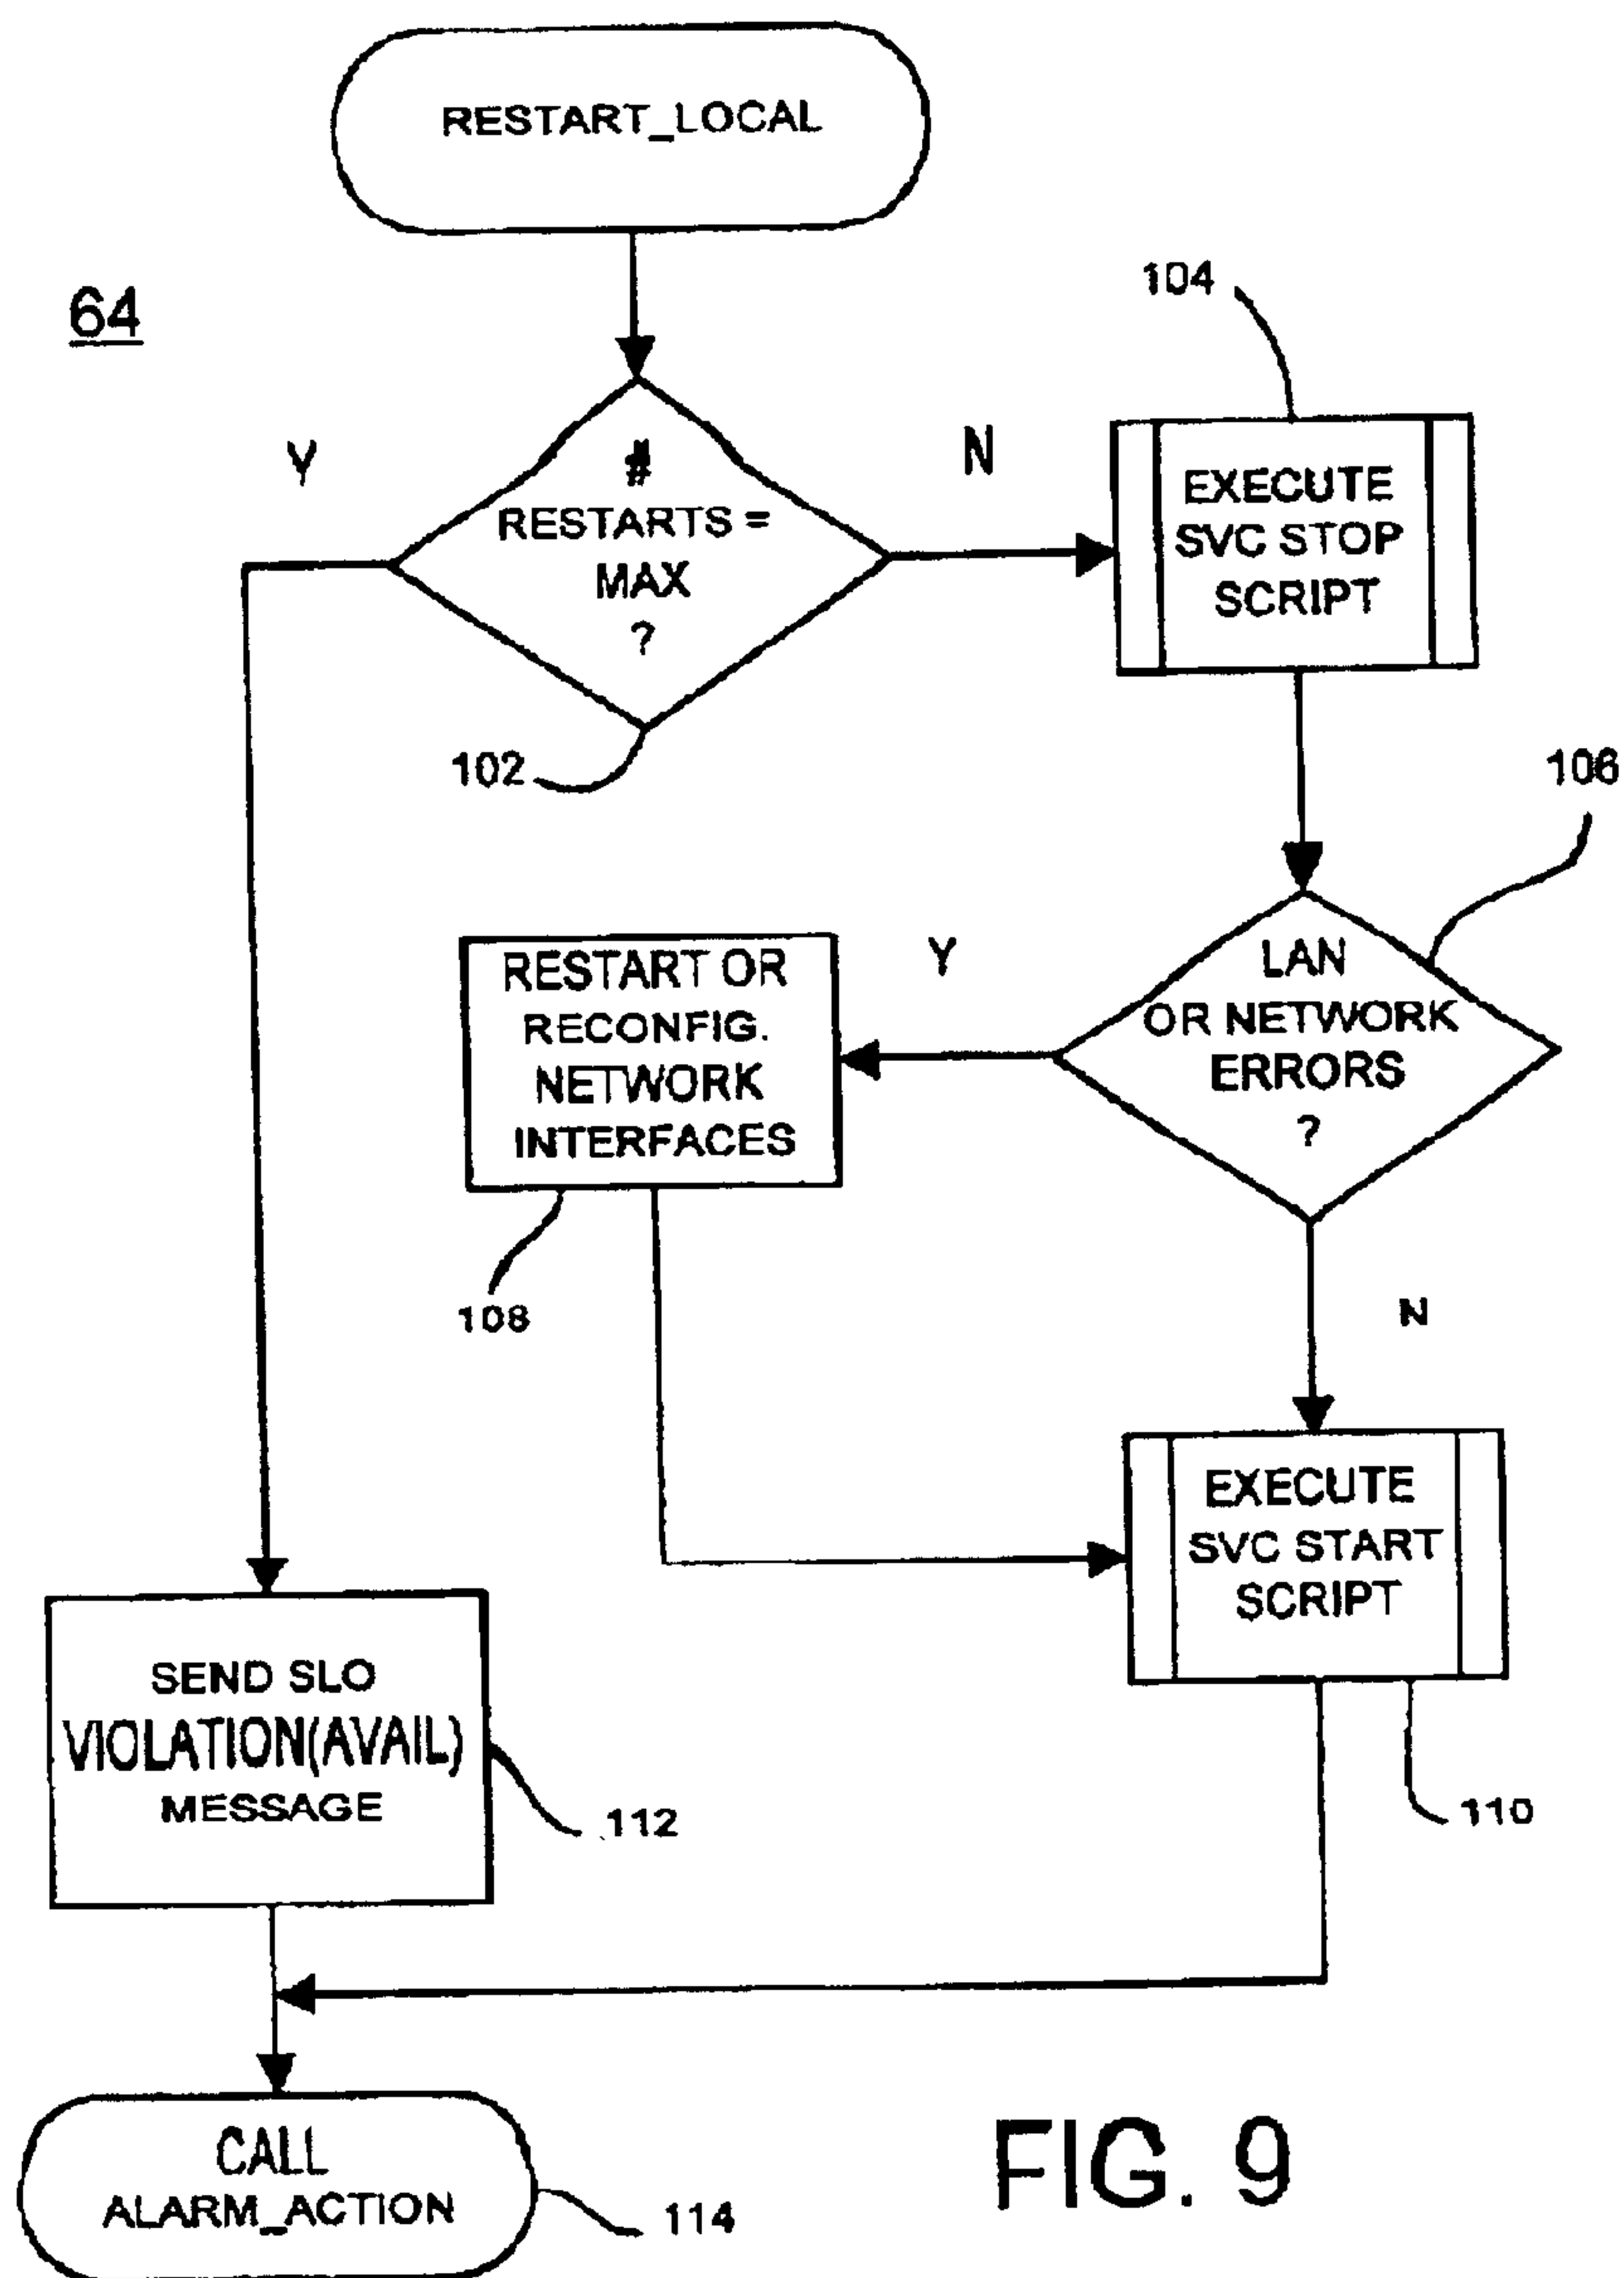 RESTART_LOCAL
64
104
Y
#
RESTARTS =
MAX
?
N
EXECUTE
SVC STOP
SCRIPT
102
106
RESTART OR
RECONFIG.
NETWORK
INTERFACES
Y
LAN
OR NETWORK
ERRORS
?
108
N
EXECUTE
SVC START
SCRIPT
SEND SLO
VIOLATION(AVAIL)
MESSAGE
112
110
CALL
ALARM_ACTION
114
FIG. 9